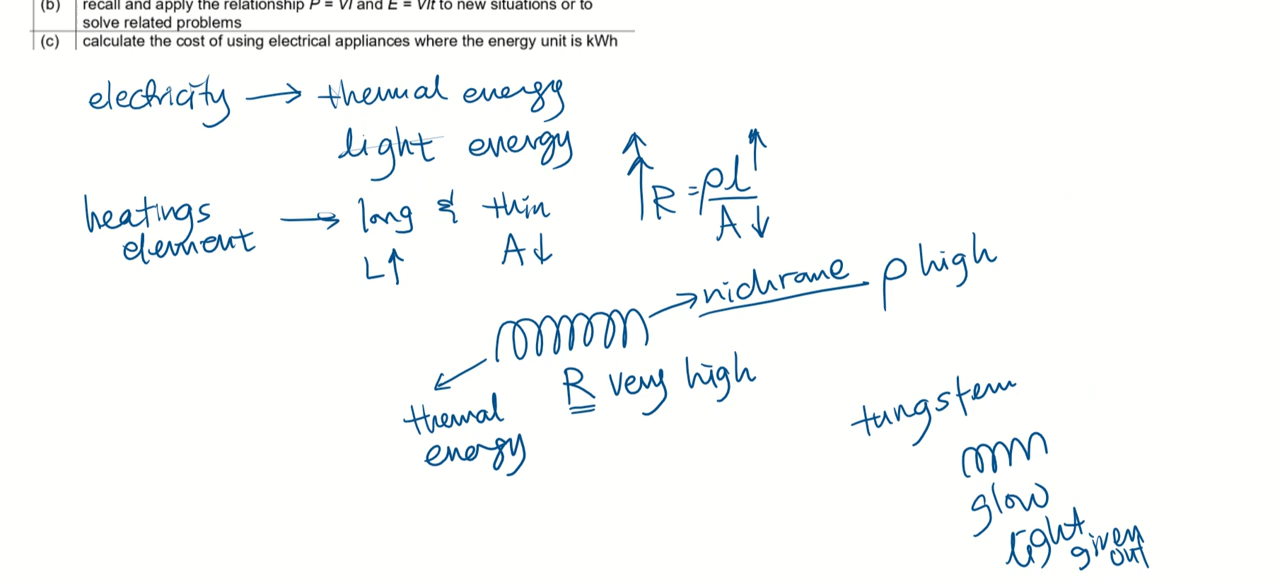 (b) recall and apply the relationship P = VI and E = VIt to new situations or to
solve related problems
(c) calculate the cost of using electrical appliances where the energy unit is kWh
electricity → thermal energy
light energy
heatings element → long & thin
L↑ A↓
↑R = ρl↑
A↓
nichrome ρ high
R very high
thermal
energy
tungstem
glow
light given
out